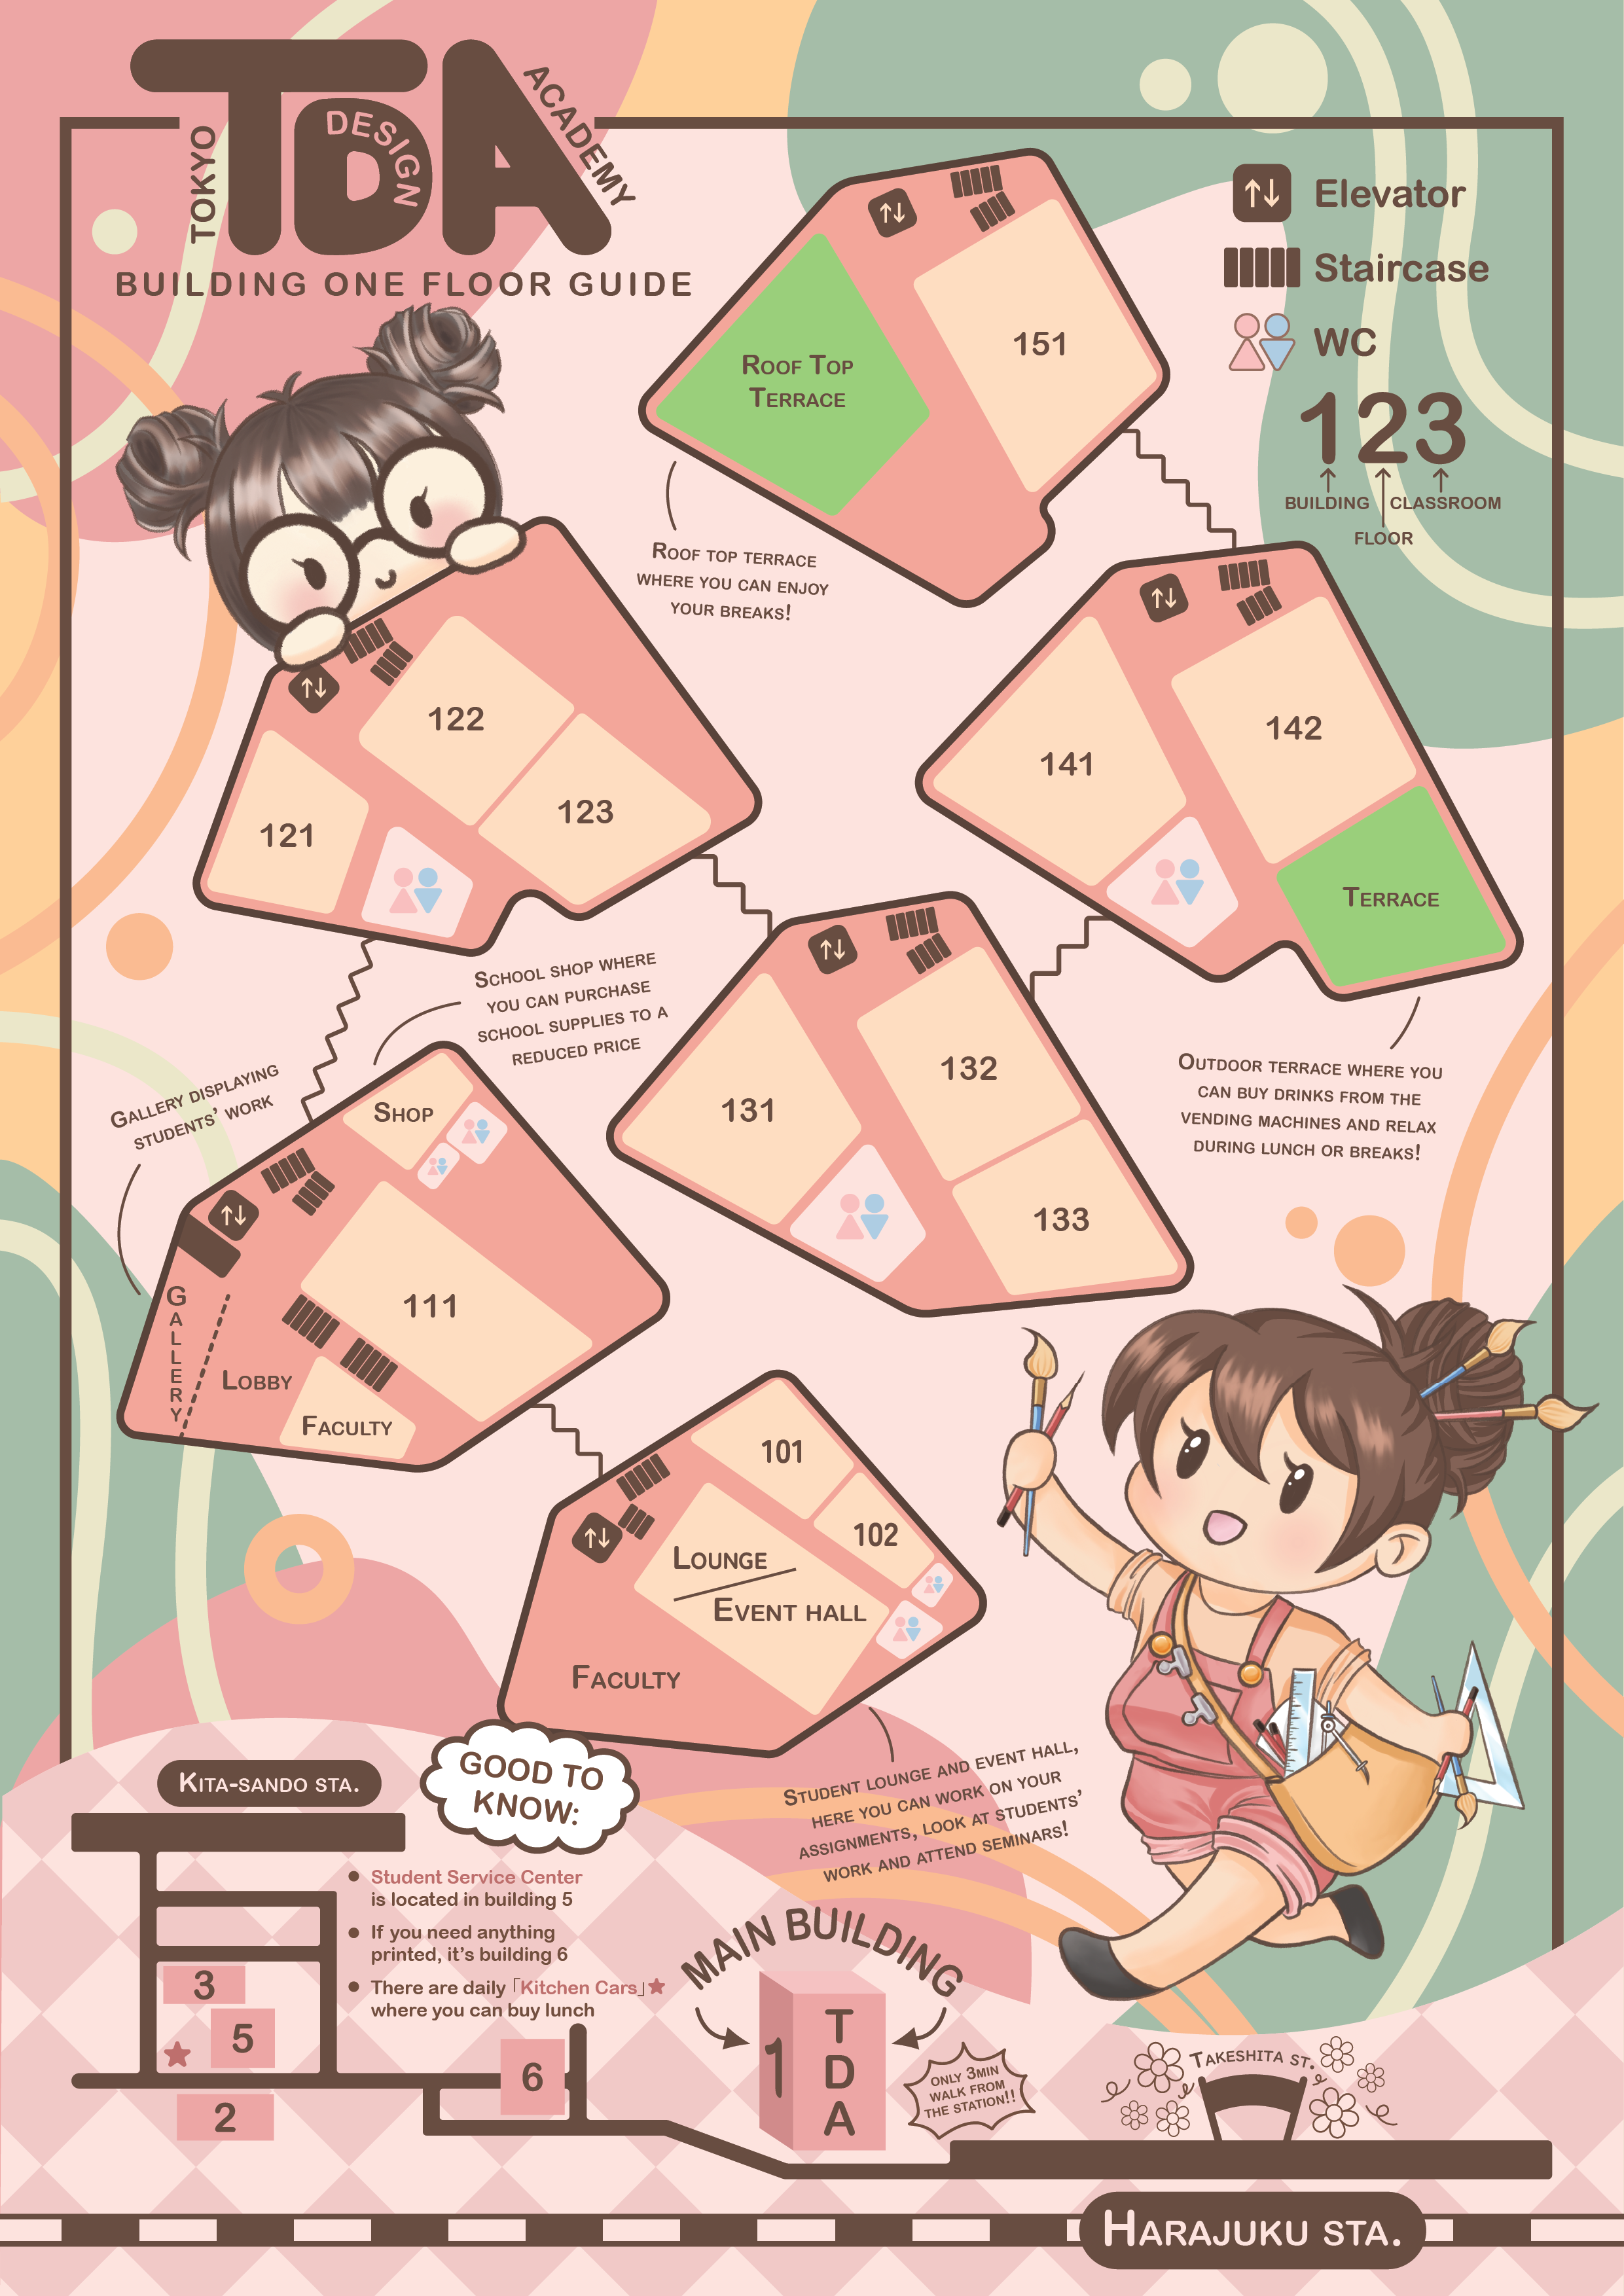 TOKYO
TDA
DESIGN
ACADEMY
BUILDING ONE FLOOR GUIDE
Elevator
Staircase
WC
123
BUILDING
CLASSROOM
FLOOR
ROOF TOP
TERRACE
151
ROOF TOP TERRACE
WHERE YOU CAN ENJOY
YOUR BREAKS!
141
142
TERRACE
OUTDOOR TERRACE WHERE YOU
CAN BUY DRINKS FROM THE
VENDING MACHINES AND RELAX
DURING LUNCH OR BREAKS!
122
121
123
131
132
133
SCHOOL SHOP WHERE
YOU CAN PURCHASE
SCHOOL SUPPLIES TO A
REDUCED PRICE
GALLERY DISPLAYING
STUDENTS' WORK
SHOP
111
GALLERY
LOBBY
FACULTY
101
102
LOUNGE
EVENT HALL
FACULTY
STUDENT LOUNGE AND EVENT HALL,
HERE YOU CAN WORK ON YOUR
ASSIGNMENTS, LOOK AT STUDENTS'
WORK AND ATTEND SEMINARS!
KITA-SANDO STA.
GOOD TO
KNOW:
● Student Service Center
is located in building 5
● If you need anything
printed, it's building 6
● There are daily 「Kitchen Cars」★
where you can buy lunch
3
5
2
6
MAIN BUILDING
1
TDA
ONLY 3MIN
WALK FROM
THE STATION!!
TAKESHITA ST.
HARAJUKU STA.